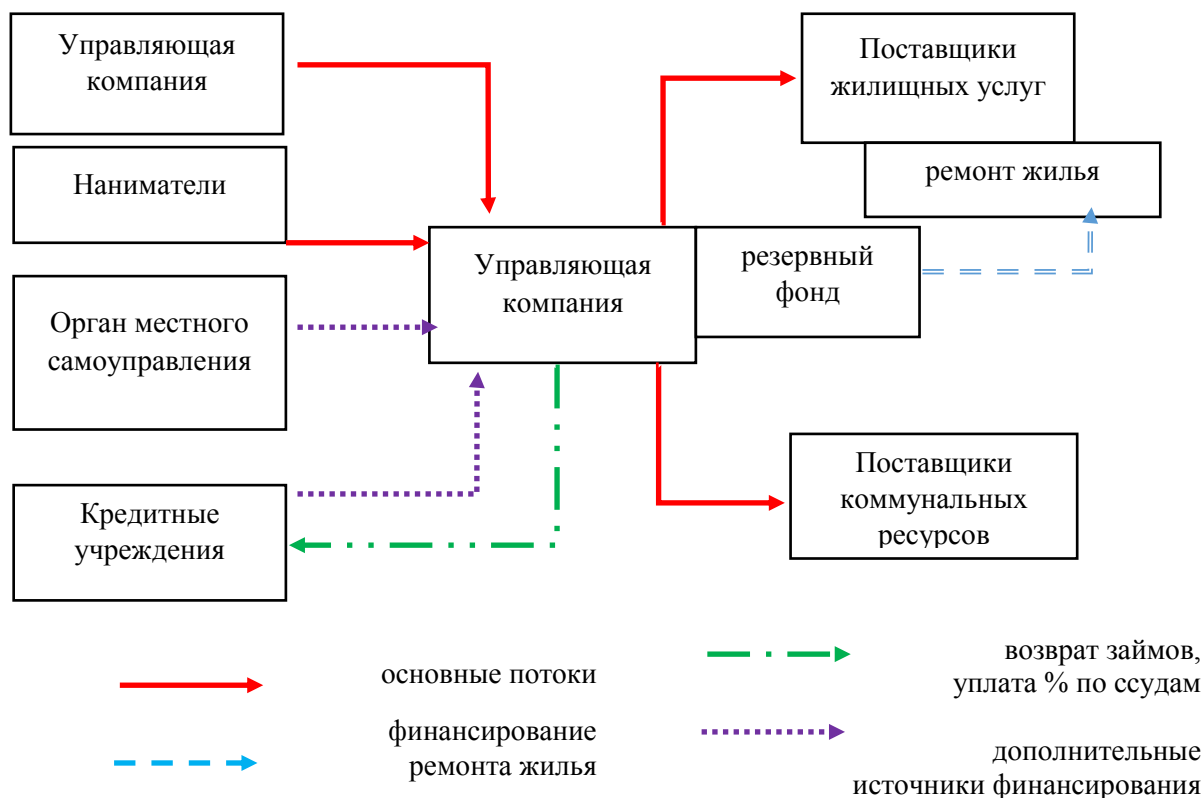 Управляющая
компания
Наниматели
Орган местного
самоуправления
Кредитные
учреждения
Управляющая
компания
резервный
фонд
Поставщики
жилищных услуг
ремонт жилья
Поставщики
коммунальных
ресурсов
основные потоки
финансирование
ремонта жилья
возврат займов,
уплата % по ссудам
дополнительные
источники финансирования